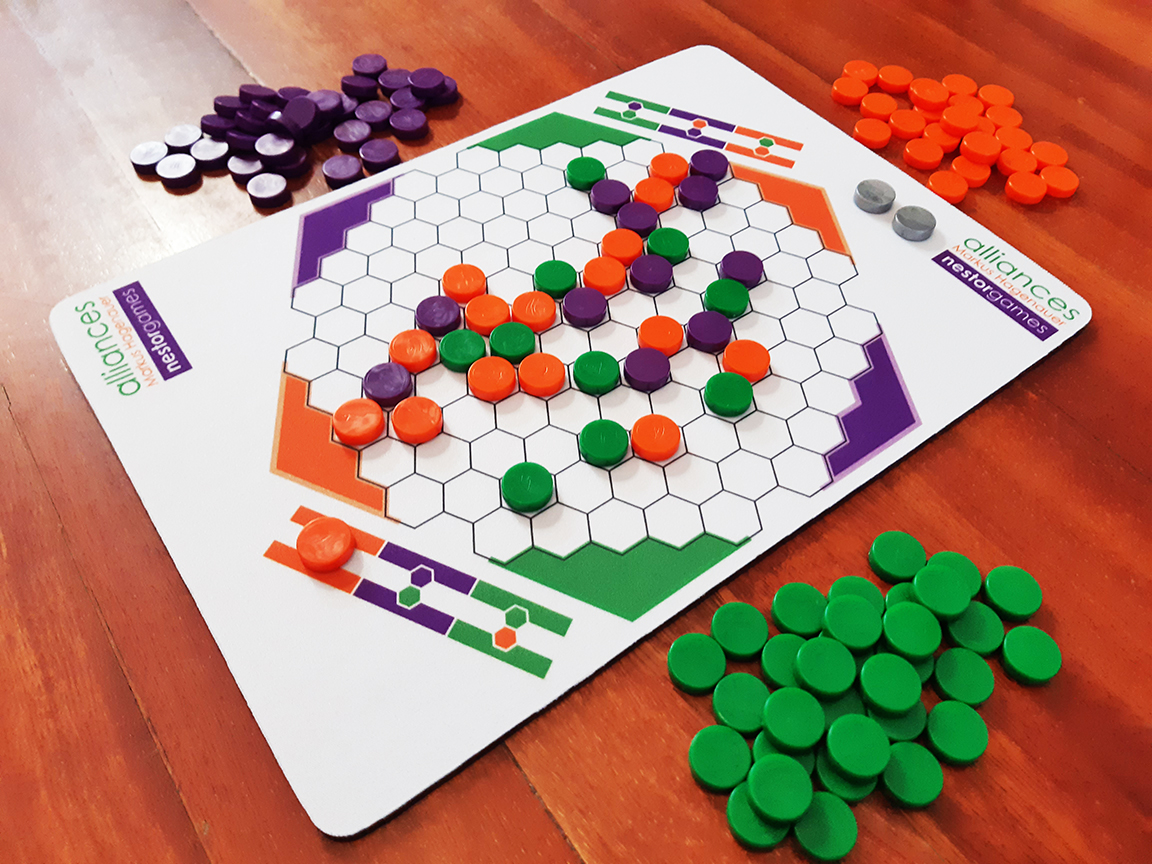 alliances
Markus Hagenauer
nestorgames
alliances
Markus Hagenauer
nestorgames